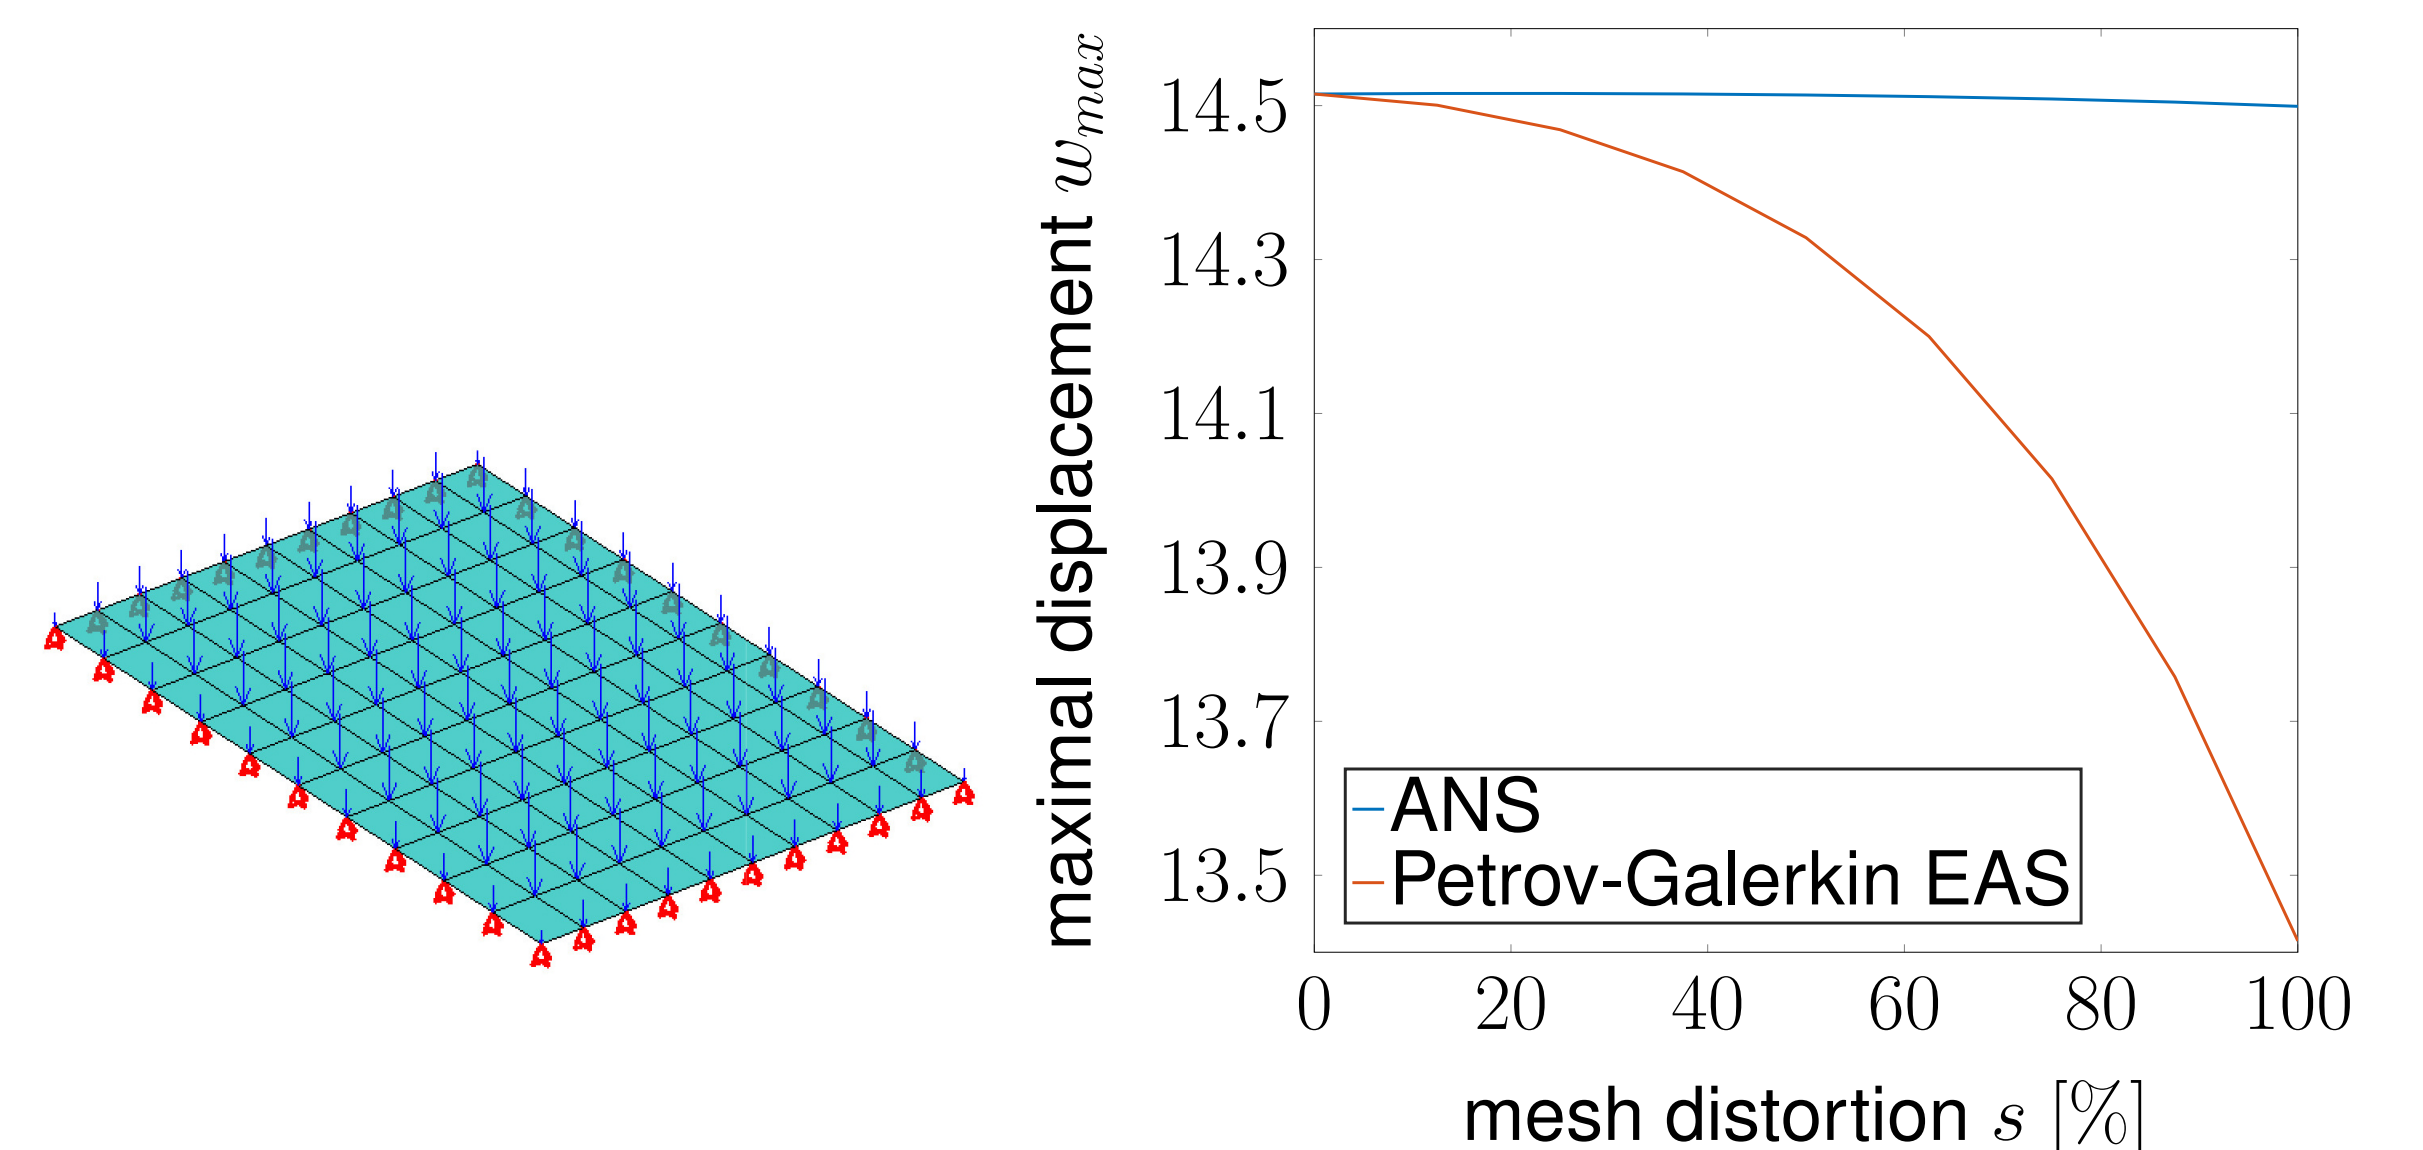 maximal displacement w_max
14.5
14.3
14.1
13.9
13.7
13.5
ANS
Petrov-Galerkin EAS
0 20 40 60 80 100
mesh distortion s [%]